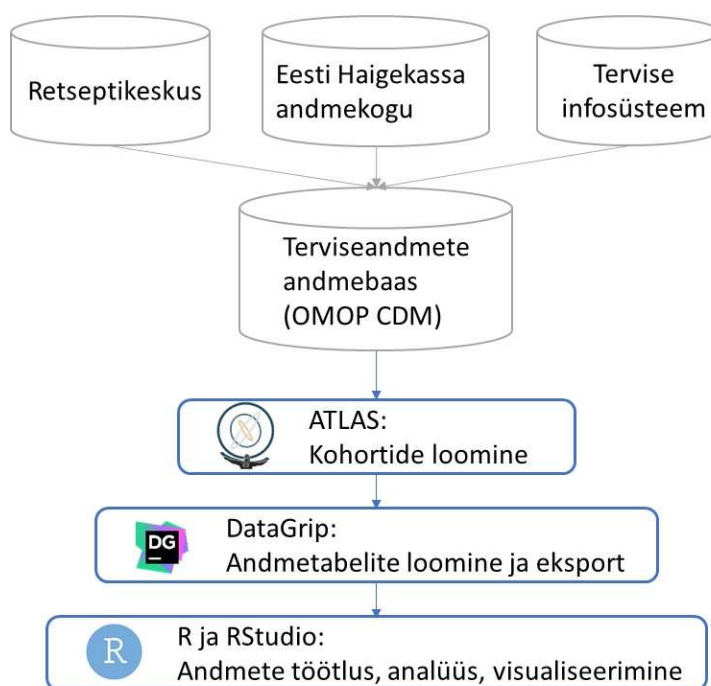 Retseptikeskus
Eesti Haigekassa
andmekogu
Tervise
infosüsteem
Terviseandmete
andmebaas
(OMOP CDM)
ATLAS:
Kohortide loomine
DG
DataGrip:
Andmetabelite loomine ja eksport
R
R ja RStudio:
Andmete töötlus, analüüs, visualiseerimine